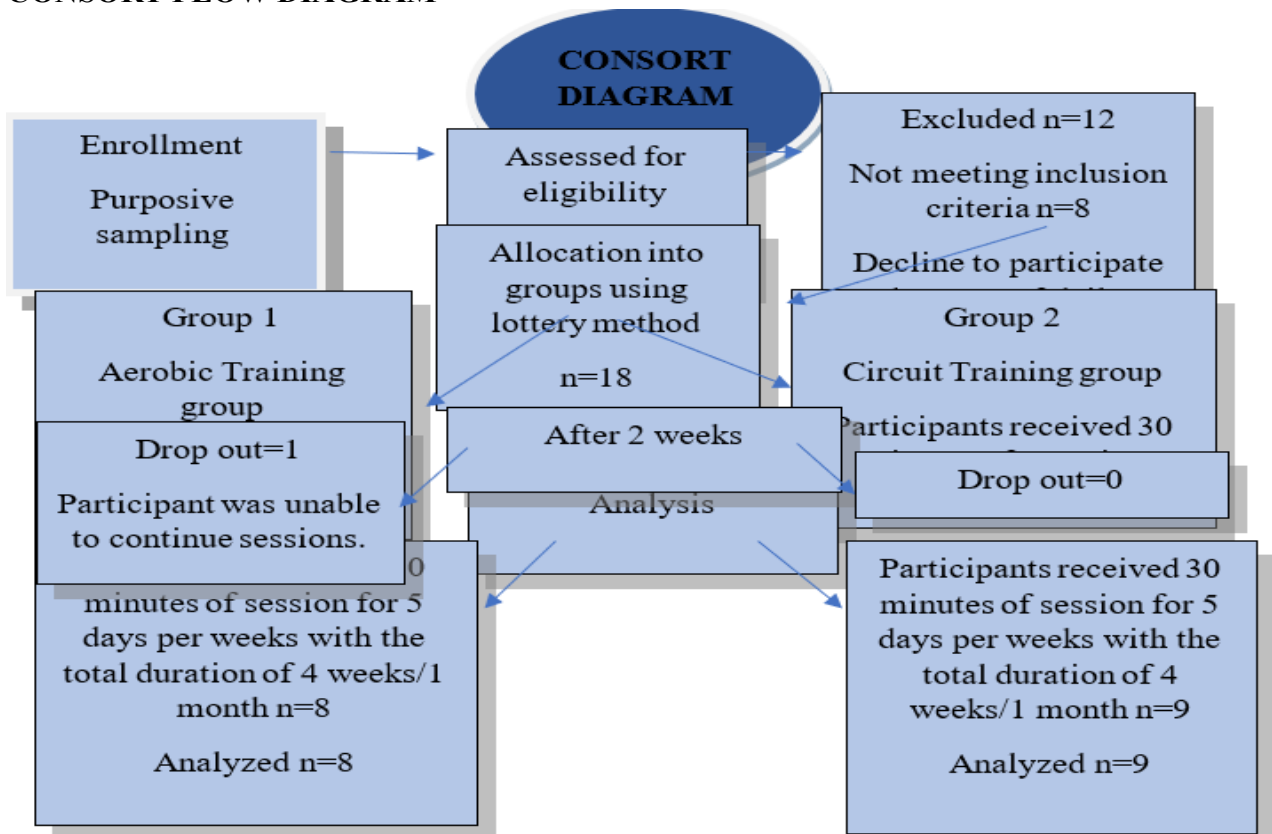 CONSORT FLOW DIAGRAM
CONSORT
DIAGRAM
Enrollment
Purposive
sampling
Assessed for
eligibility
Excluded n=12
Not meeting inclusion
criteria n=8
Decline to participate
Allocation into
groups using
lottery method
n=18
Group 1
Aerobic Training
group
Group 2
Circuit Training group
Participants received 30
After 2 weeks
Drop out=1
Participant was unable
to continue sessions.
Drop out=0
Analysis
0
minutes of session for 5
days per weeks with the
total duration of 4 weeks/1
month n=8
Analyzed n=8
Participants received 30
minutes of session for 5
days per weeks with the
total duration of 4
weeks/1 month n=9
Analyzed n=9